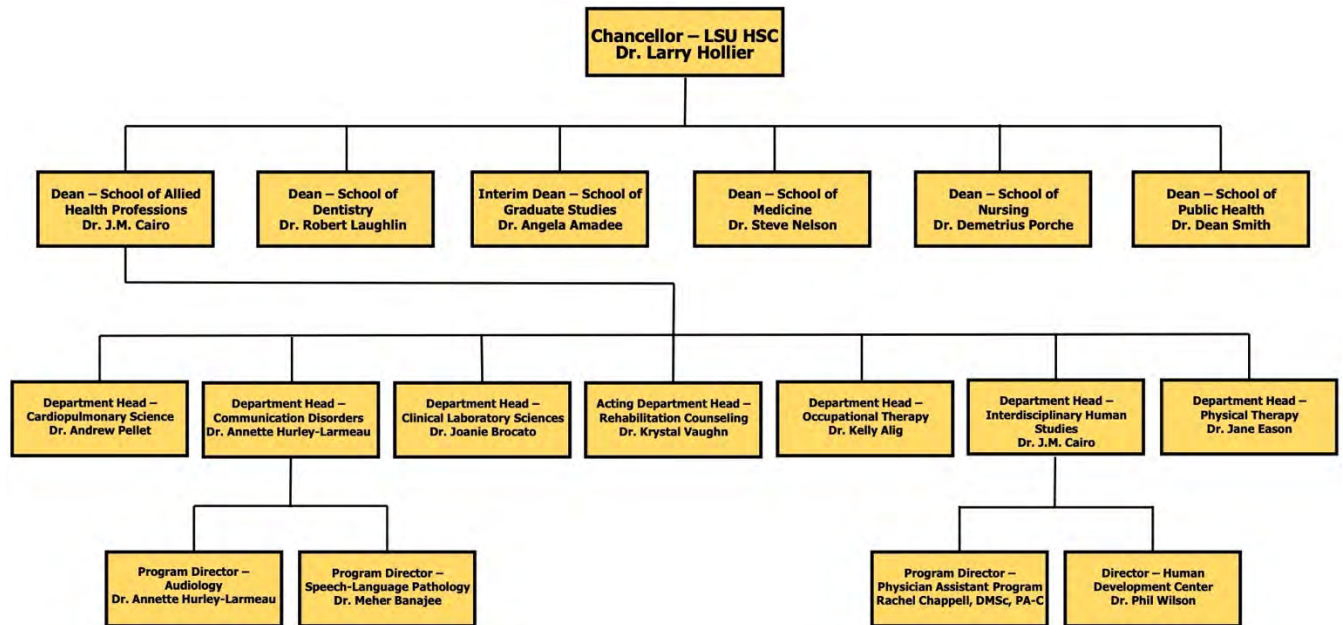 Chancellor – LSU HSC
Dr. Larry Hollier
Dean – School of Allied
Health Professions
Dr. J.M. Cairo
Dean – School of
Dentistry
Dr. Robert Laughlin
Interim Dean – School of
Graduate Studies
Dr. Angela Amadee
Dean – School of
Medicine
Dr. Steve Nelson
Dean – School of
Nursing
Dr. Demetrius Porche
Dean – School of
Public Health
Dr. Dean Smith
Department Head –
Cardiopulmonary Science
Dr. Andrew Pellet
Department Head –
Communication Disorders
Dr. Annette Hurley-Larmeau
Department Head –
Clinical Laboratory Sciences
Dr. Joanie Brocato
Acting Department Head –
Rehabilitation Counseling
Dr. Krystal Vaughn
Department Head –
Occupational Therapy
Dr. Kelly Alig
Department Head –
Interdisciplinary Human
Studies
Dr. J.M. Cairo
Department Head –
Physical Therapy
Dr. Jane Eason
Program Director –
Audiology
Dr. Annette Hurley-Larmeau
Program Director –
Speech-Language Pathology
Dr. Meher Banajee
Program Director –
Physician Assistant Program
Rachel Chappell, DMSc, PA-C
Director – Human
Development Center
Dr. Phil Wilson